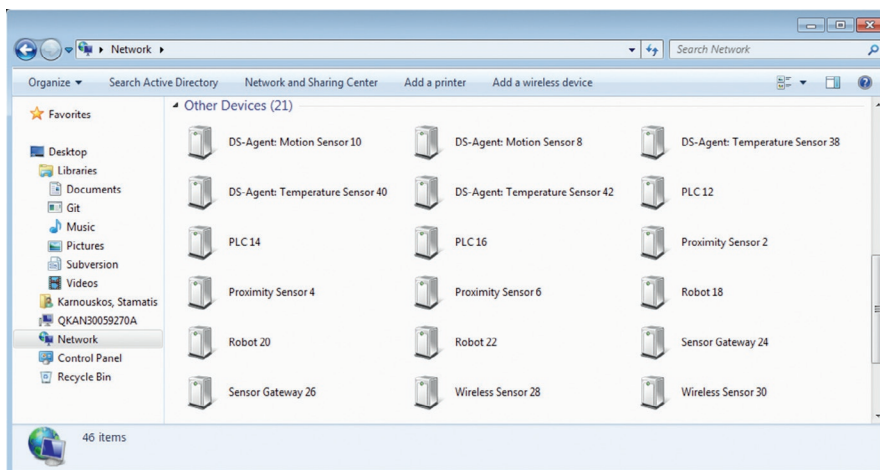 Network
Search Network
Organize
Search Active Directory
Network and Sharing Center
Add a printer
Add a wireless device
Favorites
Desktop
Libraries
Documents
Git
Music
Pictures
Subversion
Videos
Karnouskos, Stamatis
QKAN30059270A
Network
Control Panel
Recycle Bin
Other Devices (21)
DS-Agent: Motion Sensor 10
DS-Agent: Motion Sensor 8
DS-Agent: Temperature Sensor 38
DS-Agent: Temperature Sensor 40
DS-Agent: Temperature Sensor 42
PLC 12
PLC 14
PLC 16
Proximity Sensor 2
Proximity Sensor 4
Proximity Sensor 6
Robot 18
Robot 20
Robot 22
Sensor Gateway 24
Sensor Gateway 26
Wireless Sensor 28
Wireless Sensor 30
46 items